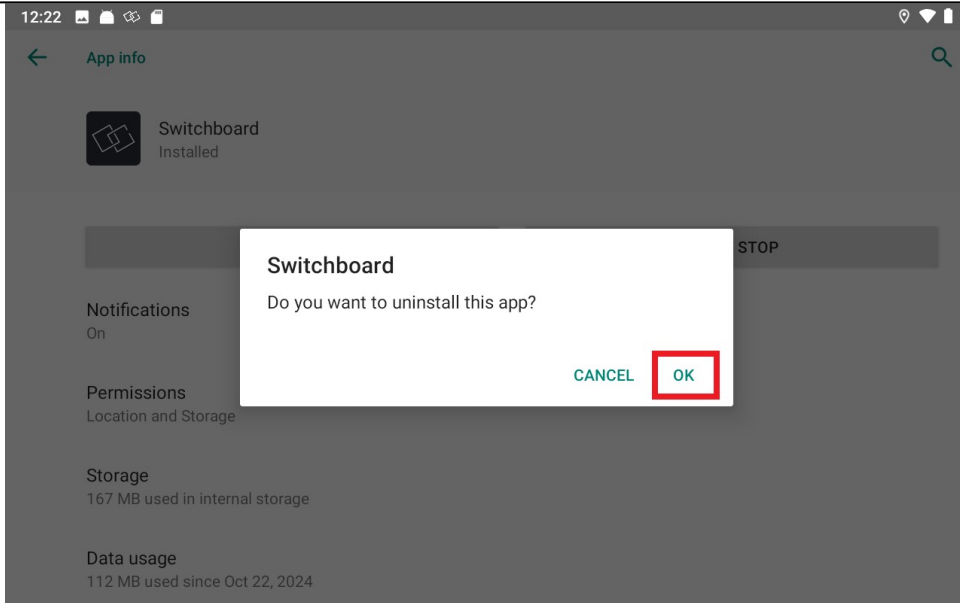 12:22
App info
Switchboard
Installed
STOP
Switchboard
Do you want to uninstall this app?
CANCEL OK
Notifications
On
Permissions
Location and Storage
Storage
167 MB used in internal storage
Data usage
112 MB used since Oct 22, 2024